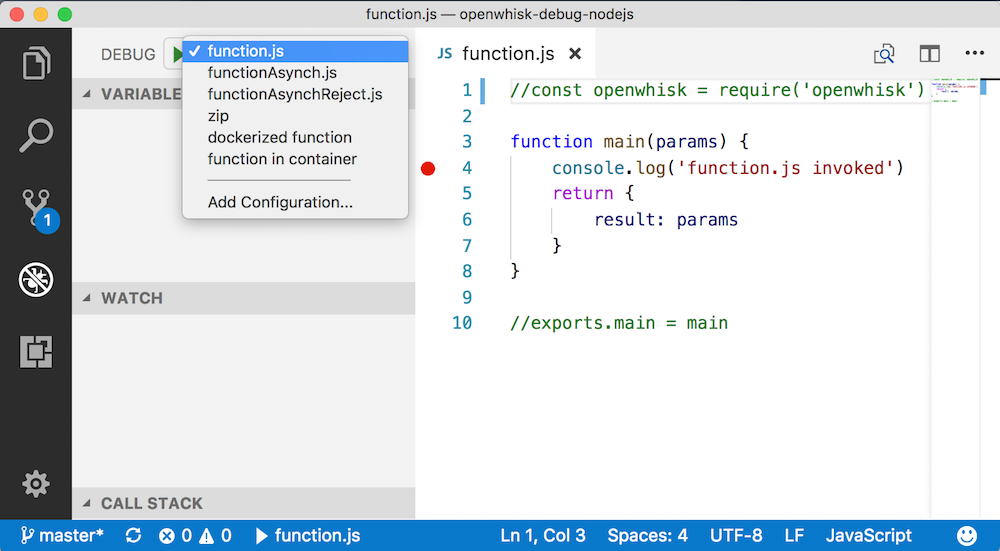 function.js — openwhisk-debug-nodejs
DEBUG
function.js
functionAsynch.js
functionAsynchReject.js
zip
dockerized function
function in container
Add Configuration...
VARIABLE
WATCH
CALL STACK
1
JS function.js
1 //const openwhisk = require('openwhisk')
2
3 function main(params) {
4 console.log('function.js invoked')
5 return {
6 result: params
7 }
8 }
9
10 //exports.main = main
master* 0 0 function.js Ln 1, Col 3 Spaces: 4 UTF-8 LF JavaScript